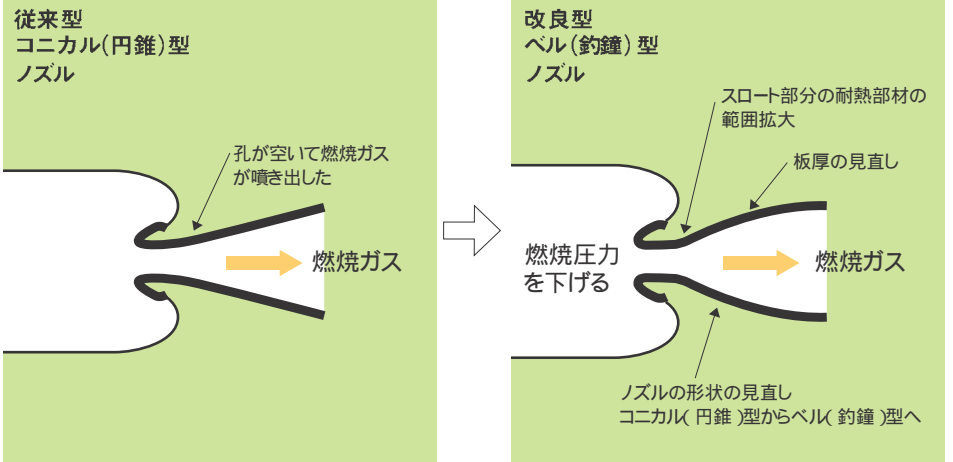 従来型
コニカル(円錐)型
ノズル
孔が空いて燃焼ガス
が噴き出した
燃焼ガス
改良型
ベル(釣鐘)型
ノズル
スロート部分の耐熱部材の
範囲拡大
板厚の見直し
燃焼圧力
を下げる
燃焼ガス
ノズルの形状の見直し
コニカル(円錐)型からベル(釣鐘)型へ